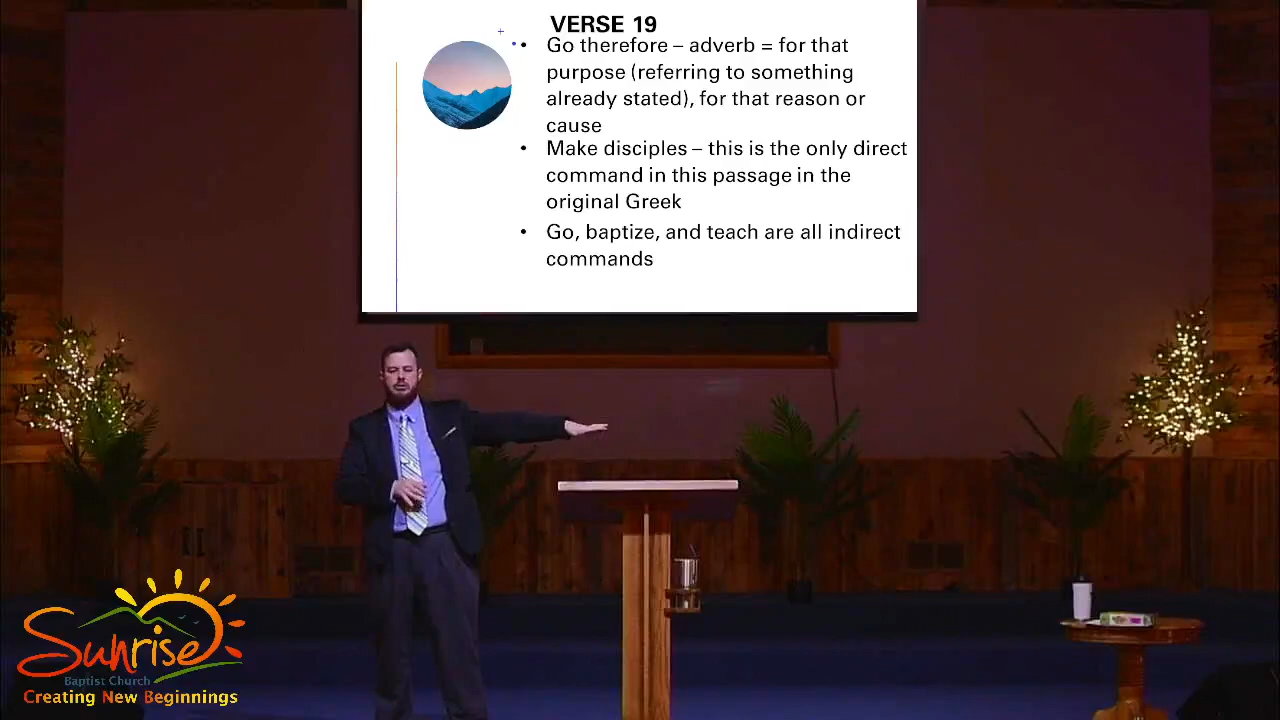 VERSE 19
• Go therefore – adverb = for that
purpose (referring to something
already stated), for that reason or
cause
• Make disciples – this is the only direct
command in this passage in the
original Greek
• Go, baptize, and teach are all indirect
commands
Sunrise
Baptist Church
Creating New Beginnings